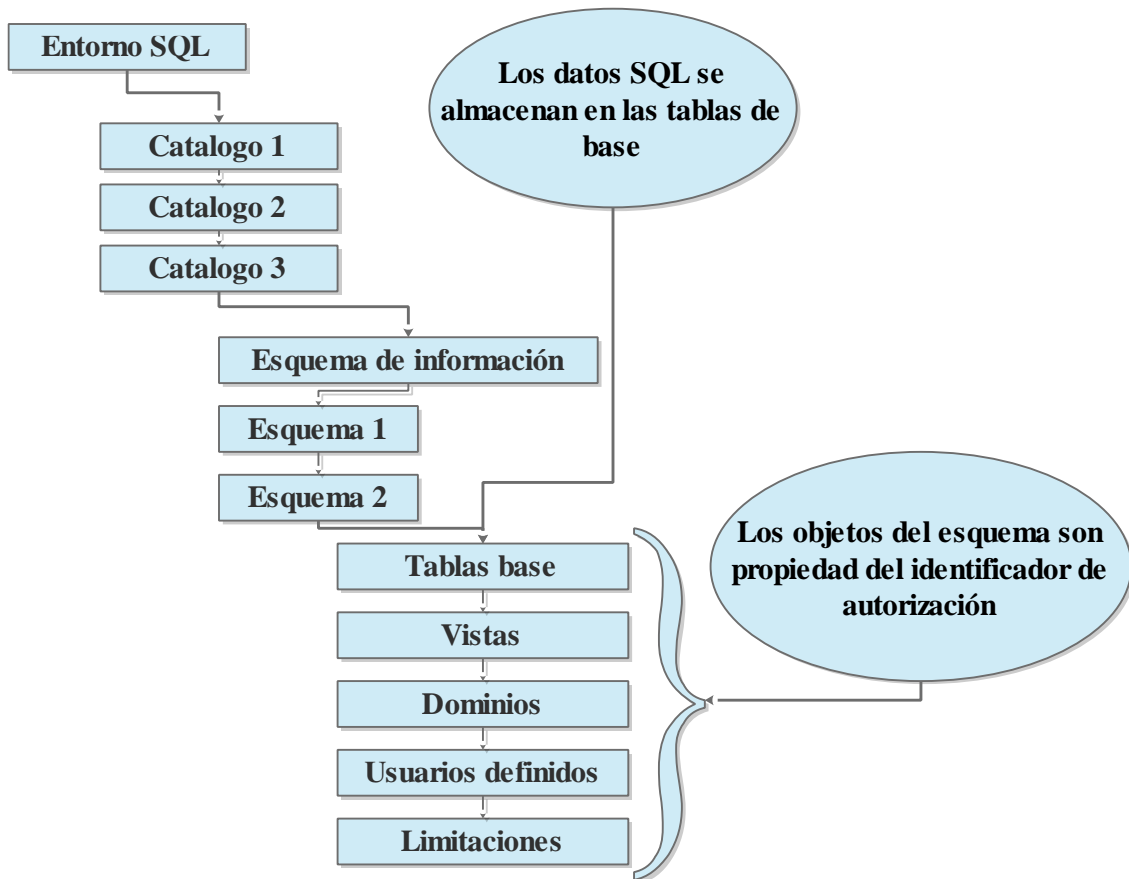 Entorno SQL
Los datos SQL se
almacenan en las tablas de
base
Catalogo 1
Catalogo 2
Catalogo 3
Esquema de información
Esquema 1
Esquema 2
Los objetos del esquema son
propiedad del identificador de
autorización
Tablas base
Vistas
Dominios
Usuarios definidos
Limitaciones